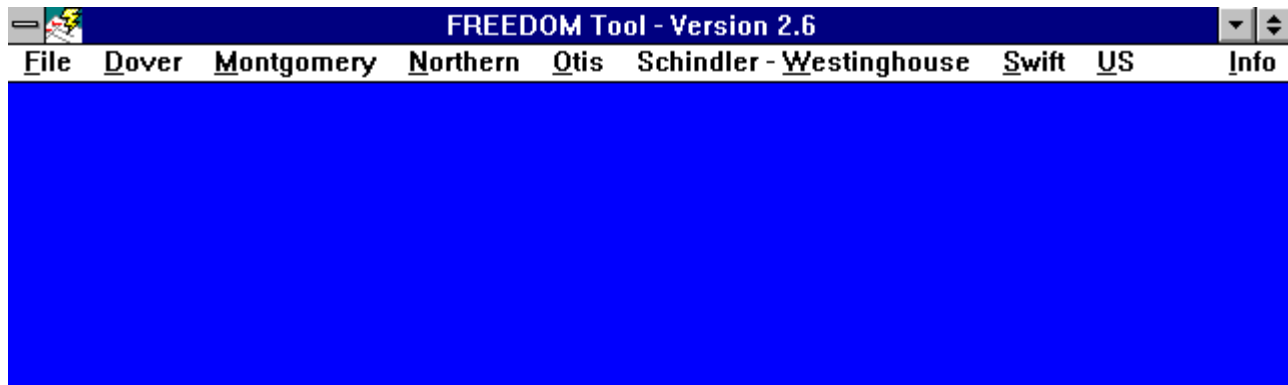 FREEDOM Tool - Version 2.6
File Dover Montgomery Northern Otis Schindler - Westinghouse Swift US Info